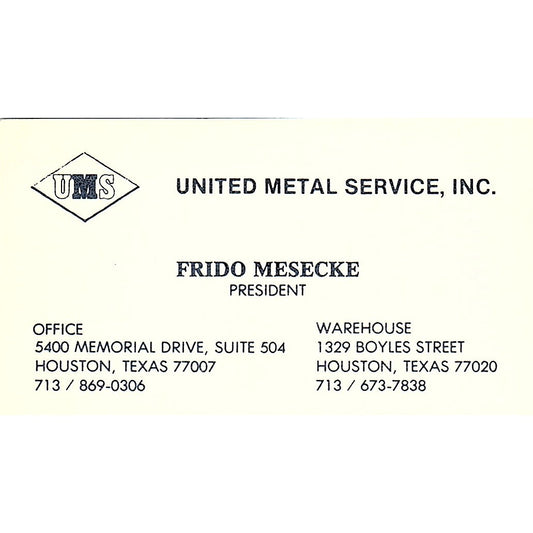 UMS
UNITED METAL SERVICE, INC.
FRIDO MESECKE
PRESIDENT
OFFICE
5400 MEMORIAL DRIVE, SUITE 504
HOUSTON, TEXAS 77007
713 / 869-0306
WAREHOUSE
1329 BOYLES STREET
HOUSTON, TEXAS 77020
713 / 673-7838